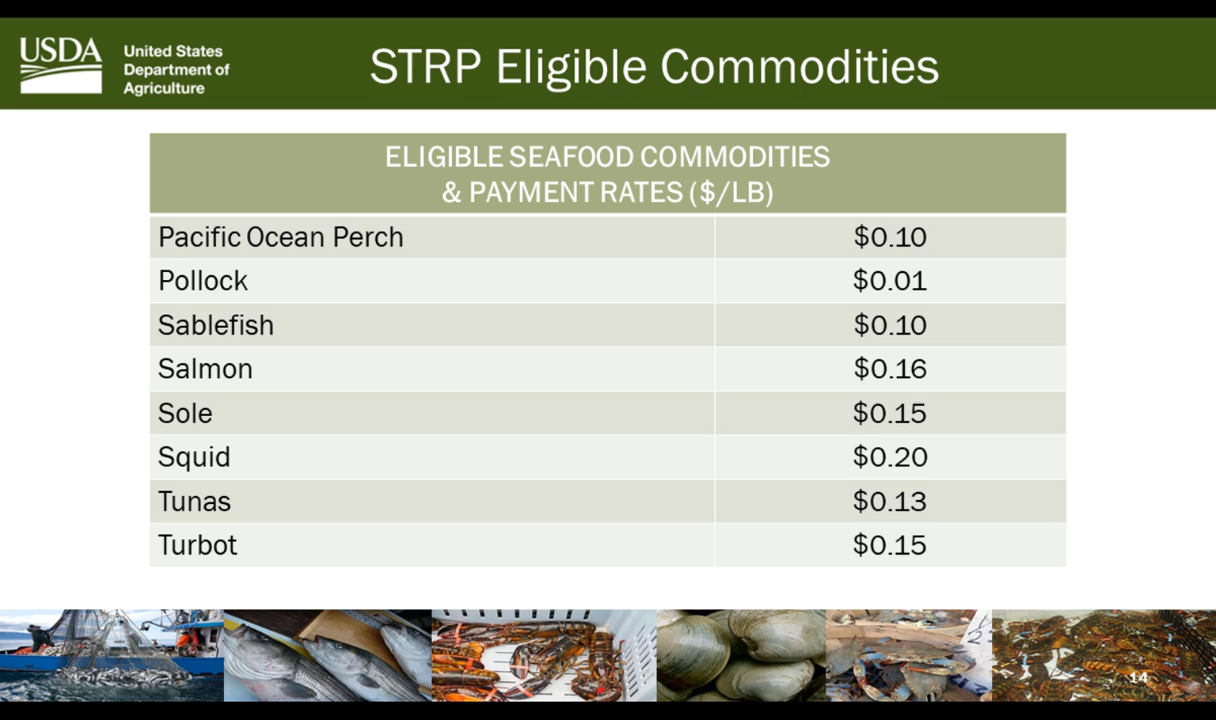 USDA
United States
Department of
Agriculture
STRP Eligible Commodities
ELIGIBLE SEAFOOD COMMODITIES
& PAYMENT RATES ($/LB)
Pacific Ocean Perch $0.10
Pollock $0.01
Sablefish $0.10
Salmon $0.16
Sole $0.15
Squid $0.20
Tunas $0.13
Turbot $0.15
14